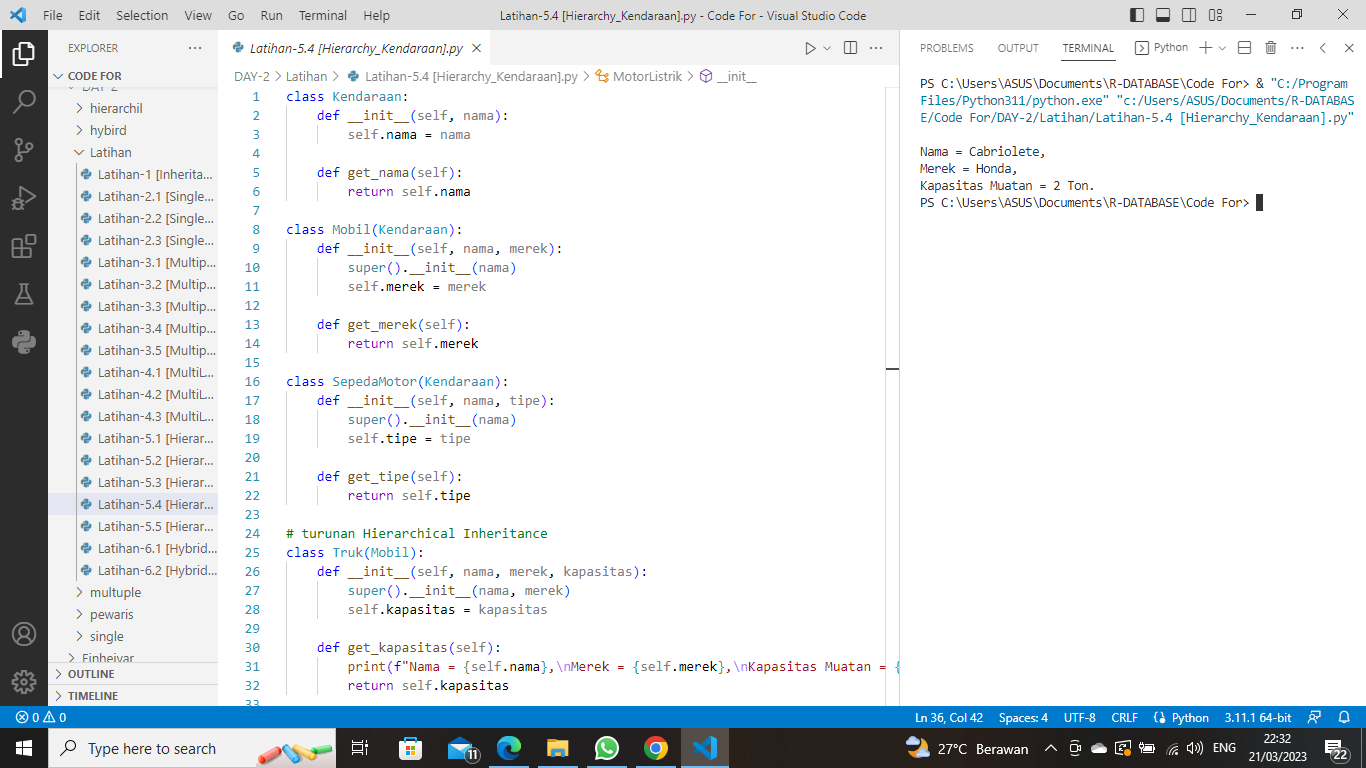 File Edit Selection View Go Run Terminal Help
Latihan-5.4 [Hierarchy_Kendaraan].py - Code For - Visual Studio Code
EXPLORER
CODE FOR
DAY-2
hierarchil
hybird
Latihan
Latihan-1 [Inherita...
Latihan-2.1 [Single...
Latihan-2.2 [Single...
Latihan-2.3 [Single...
Latihan-3.1 [Multip...
Latihan-3.2 [Multip...
Latihan-3.3 [Multip...
Latihan-3.4 [Multip...
Latihan-3.5 [Multip...
Latihan-4.1 [MultiL...
Latihan-4.2 [MultiL...
Latihan-4.3 [MultiL...
Latihan-5.1 [Hierar...
Latihan-5.2 [Hierar...
Latihan-5.3 [Hierar...
Latihan-5.4 [Hierar...
Latihan-5.5 [Hierar...
Latihan-6.1 [Hybrid...
Latihan-6.2 [Hybrid...
multuple
pewaris
single
OUTLINE
TIMELINE
Latihan-5.4 [Hierarchy_Kendaraan].py
DAY-2 > Latihan > Latihan-5.4 [Hierarchy_Kendaraan].py > MotorListrik > __init__
1 class Kendaraan:
2     def __init__(self, nama):
3         self.nama = nama
4
5     def get_nama(self):
6         return self.nama
7
8 class Mobil(Kendaraan):
9     def __init__(self, nama, merek):
10         super().__init__(nama)
11         self.merek = merek
12
13     def get_merek(self):
14         return self.merek
15
16 class SepedaMotor(Kendaraan):
17     def __init__(self, nama, tipe):
18         super().__init__(nama)
19         self.tipe = tipe
20
21     def get_tipe(self):
22         return self.tipe
23
24 # turunan Hierarchical Inheritance
25 class Truk(Mobil):
26     def __init__(self, nama, merek, kapasitas):
27         super().__init__(nama, merek)
28         self.kapasitas = kapasitas
29
30     def get_kapasitas(self):
31         print(f"Nama = {self.nama},\nMerek = {self.merek},\nKapasitas Muatan = {
32         return self.kapasitas
33
PROBLEMS OUTPUT TERMINAL Python
PS C:\Users\ASUS\Documents\R-DATABASE\Code For> & "C:/Program
Files/Python311/python.exe" "c:/Users/ASUS/Documents/R-DATABAS
E/Code For/DAY-2/Latihan/Latihan-5.4 [Hierarchy_Kendaraan].py"
Nama = Cabriolete,
Merek = Honda,
Kapasitas Muatan = 2 Ton.
PS C:\Users\ASUS\Documents\R-DATABASE\Code For>
0 0
Ln 36, Col 42 Spaces: 4 UTF-8 CRLF Python 3.11.1 64-bit
Type here to search
11
27°C Berawan
ENG
22:32
21/03/2023
22